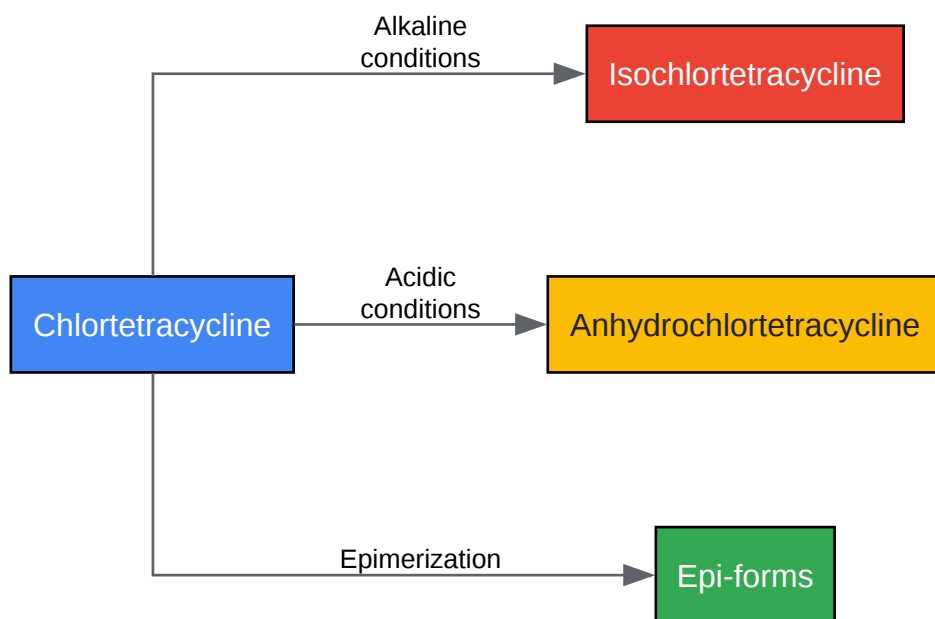 Alkaline
conditions
Isochlortetracycline
Chlortetracycline
Acidic
conditions
Anhydrochlortetracycline
Epimerization
Epi-forms